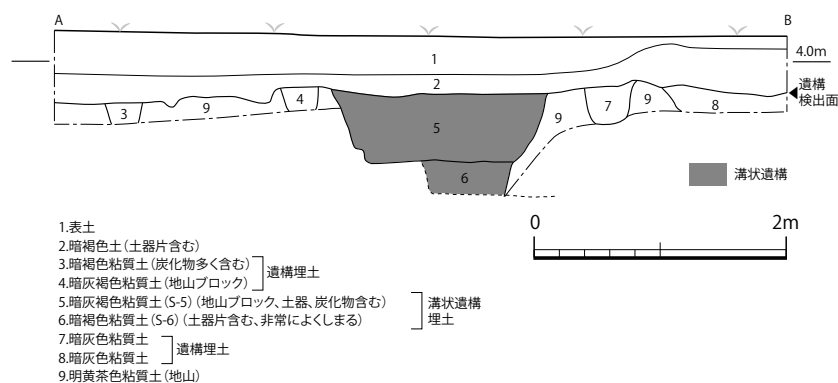 A
B
1
4.0m
2
遺構
検出面
3
9
4
5
9
7
9
8
6
溝状遺構
0
2m
1.表土
2.暗褐色土(土器片含む)
3.暗褐色粘質土(炭化物多く含む)
4.暗灰褐色粘質土(地山ブロック)
遺構埋土
5.暗灰褐色粘質土(S-5)(地山ブロック、土器、炭化物含む)
6.暗褐色粘質土(S-6)(土器片含む、非常によくしまる)
溝状遺構
埋土
7.暗灰色粘質土
8.暗灰色粘質土
遺構埋土
9.明黄茶色粘質土(地山)